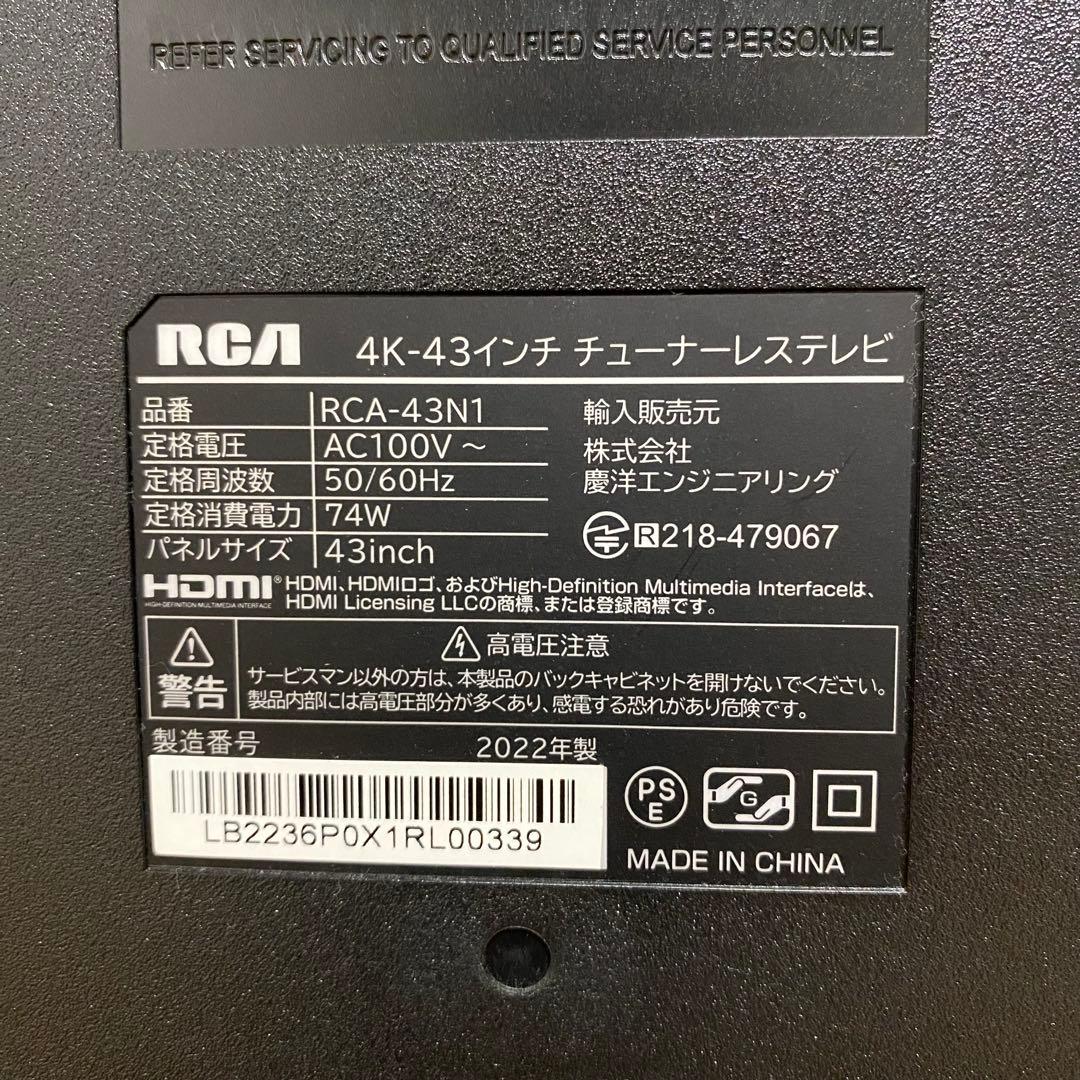 REFER SERVICING TO QUALIFIED SERVICE PERSONNEL
RCA 4K-43インチ チューナーレステレビ
品番 RCA-43N1
定格電圧 AC100V ～
定格周波数 50/60Hz
定格消費電力 74W
パネルサイズ 43inch
輸入販売元
株式会社
慶洋エンジニアリング
R 218-479067
HDMI® HDMI、HDMIロゴ、およびHigh-Definition Multimedia Interfaceは、
HIGH-DEFINITION MULTIMEDIA INTERFACE HDMI Licensing LLCの商標、または登録商標です。
警告
高電圧注意
サービスマン以外の方は、本製品のバックキャビネットを開けないでください。
製品内部には高電圧部分が多くあり、感電する恐れがあり危険です。
製造番号 2022年製
LB2236P0X1RL00339
PS
E
G
MADE IN CHINA